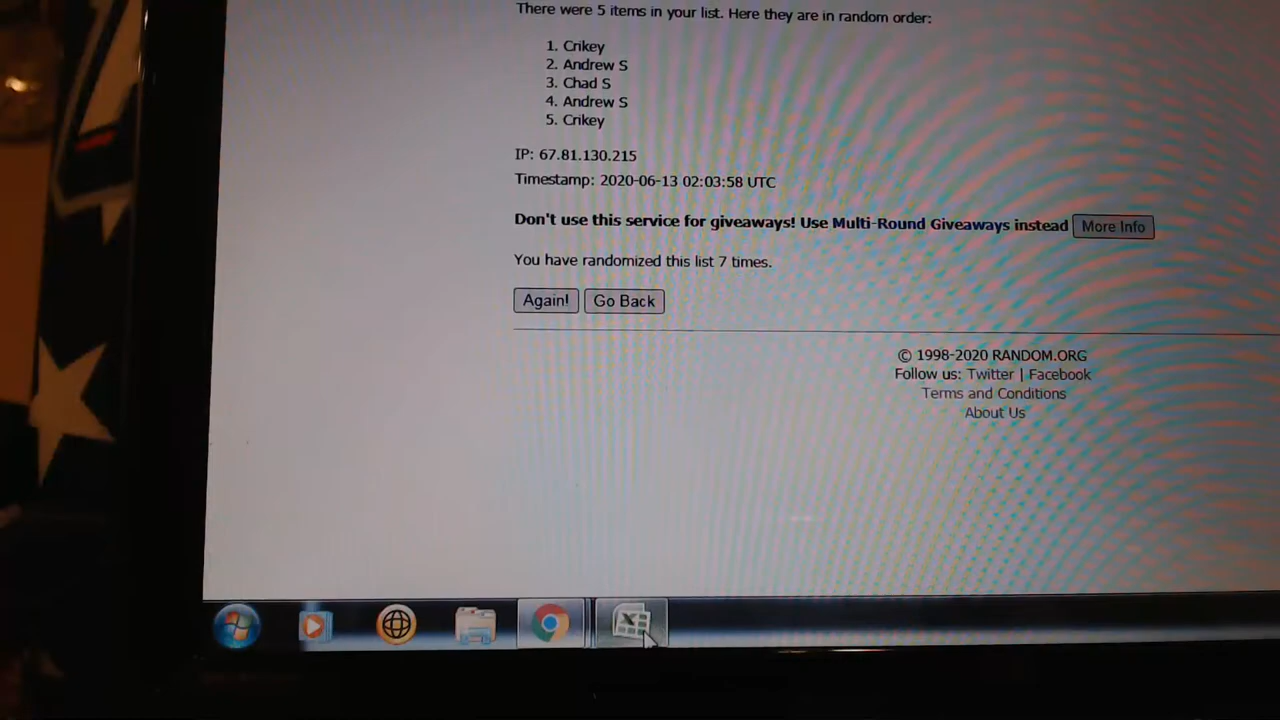 There were 5 items in your list. Here they are in random order:
1. Crikey
2. Andrew S
3. Chad S
4. Andrew S
5. Crikey
IP: 67.81.130.215
Timestamp: 2020-06-13 02:03:58 UTC
Don't use this service for giveaways! Use Multi-Round Giveaways instead More Info
You have randomized this list 7 times.
Again! Go Back
© 1998-2020 RANDOM.ORG
Follow us: Twitter | Facebook
Terms and Conditions
About Us